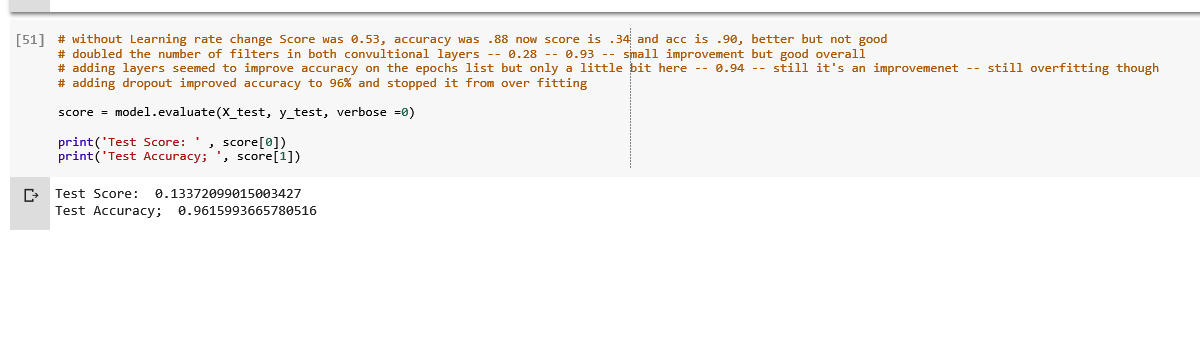 [51] # without Learning rate change Score was 0.53, accuracy was .88 now score is .34 and acc is .90, better but not good
# doubled the number of filters in both convultional layers -- 0.28 -- 0.93 -- small improvement but good overall
# adding layers seemed to improve accuracy on the epochs list but only a little bit here -- 0.94 -- still it's an improvemenet -- still overfitting though
# adding dropout improved accuracy to 96% and stopped it from over fitting
score = model.evaluate(X_test, y_test, verbose =0)
print('Test Score: ' , score[0])
print('Test Accuracy; ', score[1])
Test Score:  0.13372099015003427
Test Accuracy;  0.9615993665780516